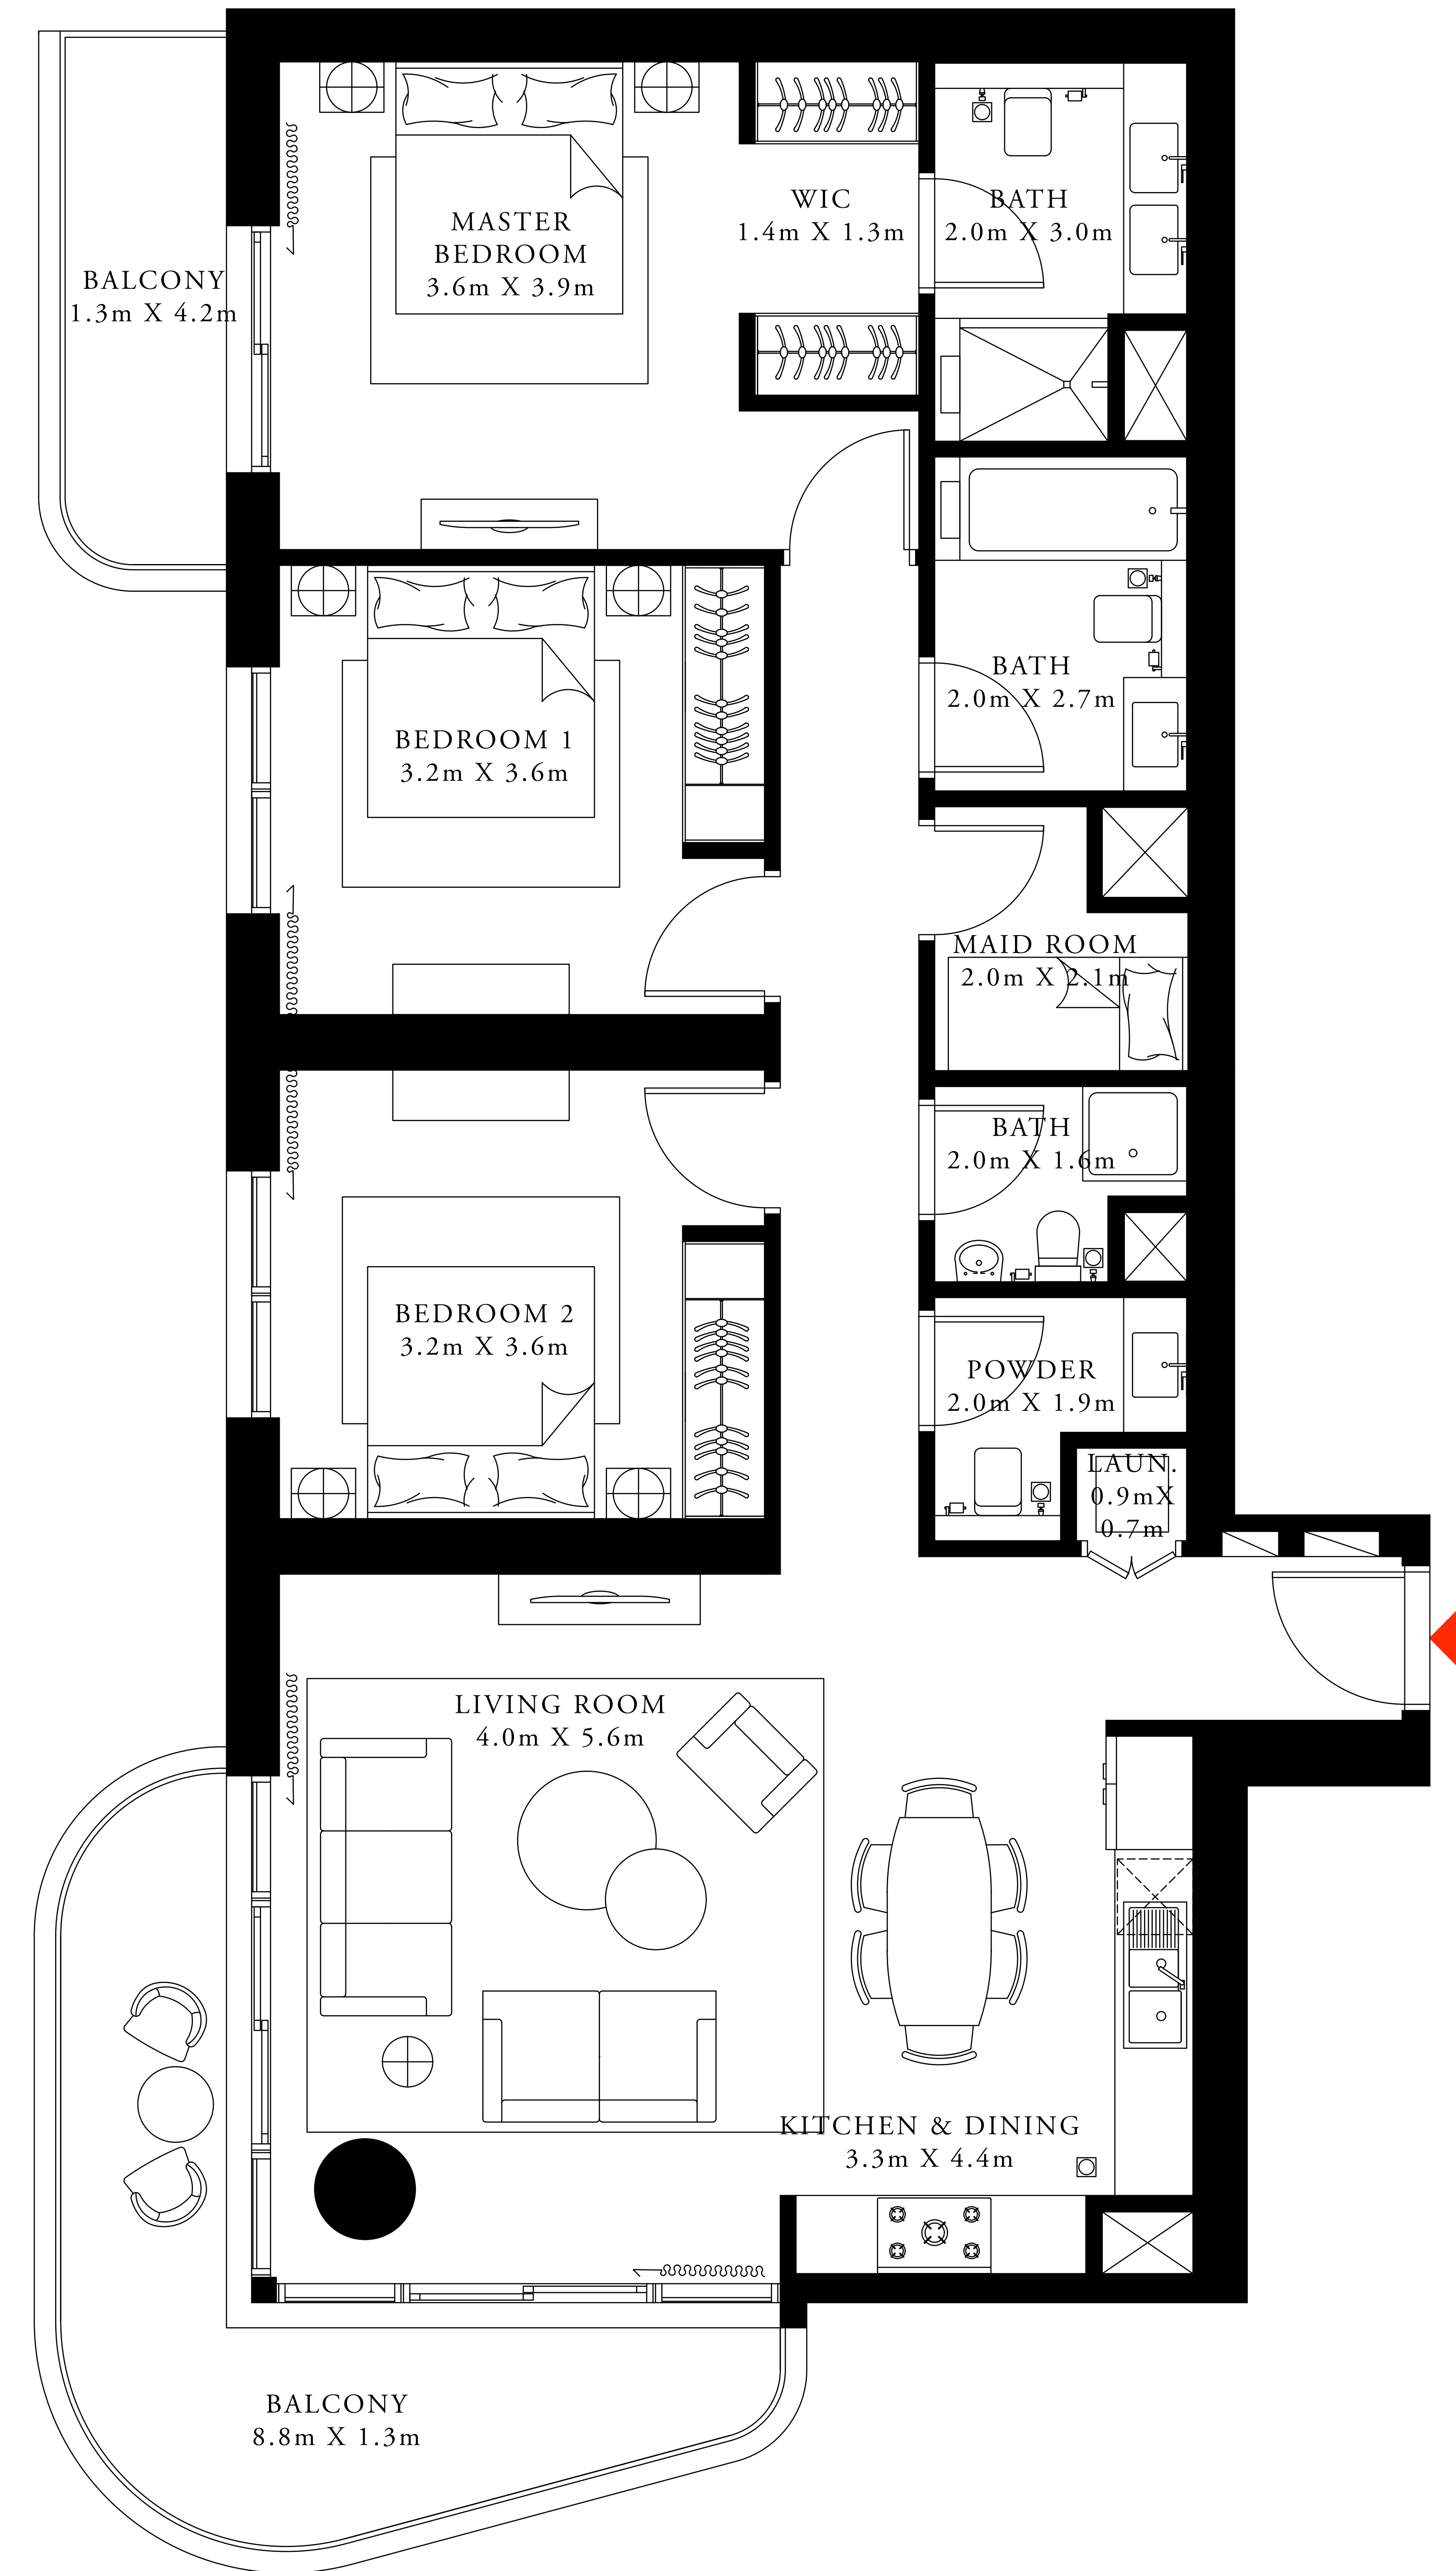 MASTER
BEDROOM
3.6m X 3.9m
WIC
1.4m X 1.3m
BATH
2.0m X 3.0m
BALCONY
1.3m X 4.2m
BATH
2.0m X 2.7m
BEDROOM 1
3.2m X 3.6m
MAID ROOM
2.0m X 2.1m
BATH
2.0m X 1.6m
BEDROOM 2
3.2m X 3.6m
POWDER
2.0m X 1.9m
LAUN.
0.9mX
0.7m
LIVING ROOM
4.0m X 5.6m
KITCHEN & DINING
3.3m X 4.4m
BALCONY
8.8m X 1.3m